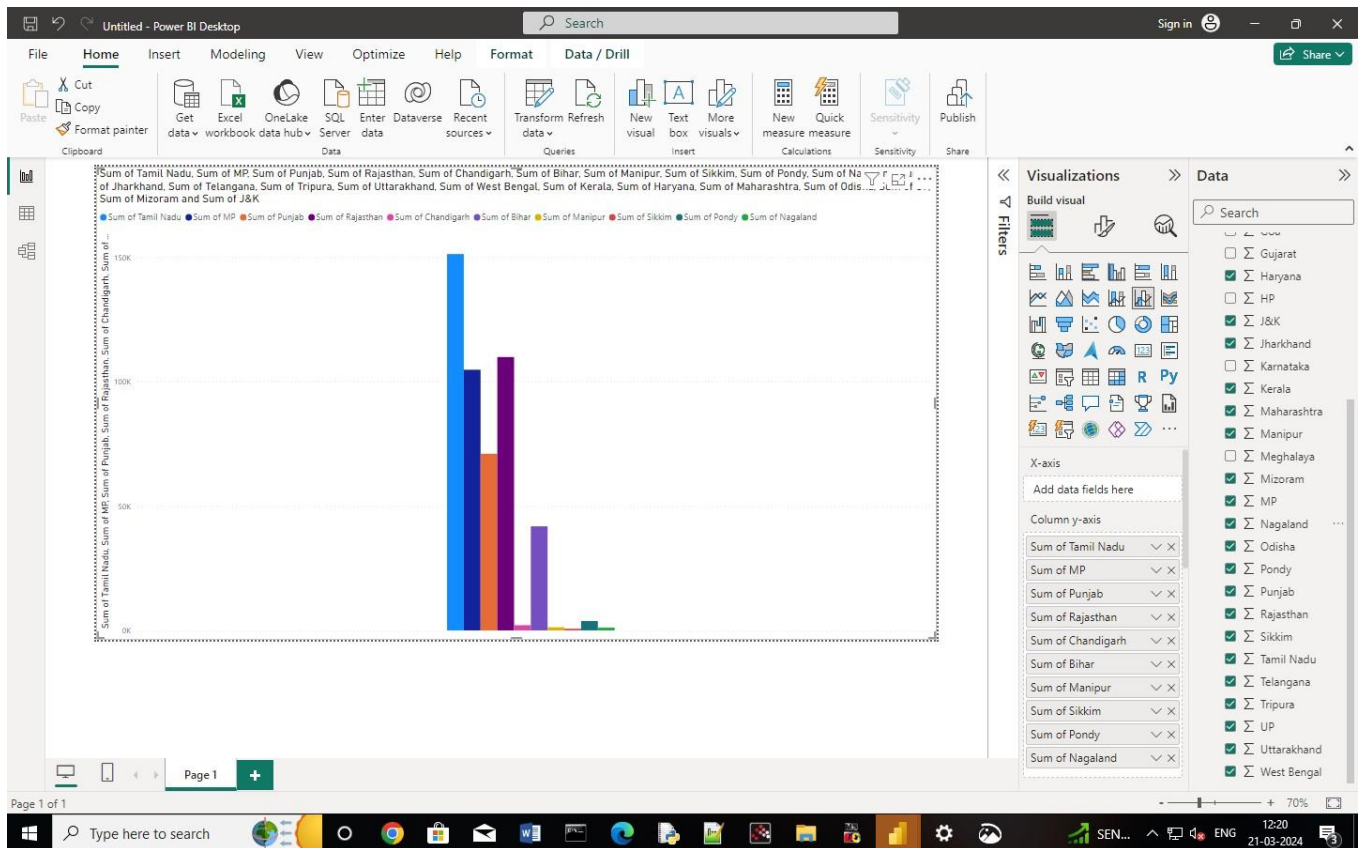 Untitled - Power BI Desktop
Search
Sign in
File Home Insert Modeling View Optimize Help Format Data / Drill
Share
Paste
Cut
Copy
Format painter
Clipboard
Get data
Excel workbook
OneLake data hub
SQL Server
Enter data
Dataverse
Recent sources
Data
Transform data
Refresh
Queries
New visual
Text box
More visuals
Insert
New measure
Quick measure
Calculations
Sensitivity
Sensitivity
Publish
Share
Sum of Tamil Nadu, Sum of MP, Sum of Punjab, Sum of Rajasthan, Sum of Chandigarh, Sum of Bihar, Sum of Manipur, Sum of Sikkim, Sum of Pondy, Sum of Na
of Jharkhand, Sum of Telangana, Sum of Tripura, Sum of Uttarakhand, Sum of West Bengal, Sum of Kerala, Sum of Haryana, Sum of Maharashtra, Sum of Odis
Sum of Mizoram and Sum of J&K
Sum of Tamil Nadu Sum of MP Sum of Punjab Sum of Rajasthan Sum of Chandigarh Sum of Bihar Sum of Manipur Sum of Sikkim Sum of Pondy Sum of Nagaland
Sum of Tamil Nadu, Sum of MP, Sum of Punjab, Sum of Rajasthan, Sum of Chandigarh, Sum of ...
150K
100K
50K
0K
Filters
Visualizations
Build visual
123
R Py
123
X-axis
Add data fields here
Column y-axis
Sum of Tamil Nadu
Sum of MP
Sum of Punjab
Sum of Rajasthan
Sum of Chandigarh
Sum of Bihar
Sum of Manipur
Sum of Sikkim
Sum of Pondy
Sum of Nagaland
Data
Search
Gujarat
Haryana
HP
J&K
Jharkhand
Karnataka
Kerala
Maharashtra
Manipur
Meghalaya
Mizoram
MP
Nagaland
Odisha
Pondy
Punjab
Rajasthan
Sikkim
Tamil Nadu
Telangana
Tripura
UP
Uttarakhand
West Bengal
Page 1
Page 1 of 1
70%
Type here to search
SEN...
ENG
12:20
21-03-2024
3